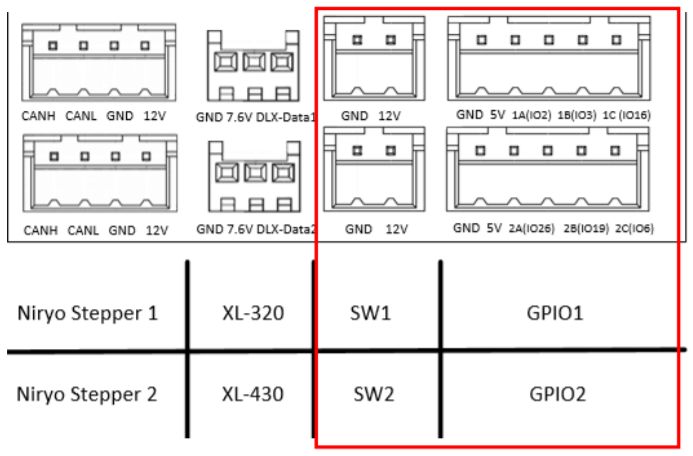 CANH CANL GND 12V GND 7.6V DLX-Data1 GND 12V GND 5V 1A(IO2) 1B(IO3) 1C (IO16)
CANH CANL GND 12V GND 7.6V DLX-Data2 GND 12V GND 5V 2A(IO26) 2B(IO19) 2C(IO6)
Niryo Stepper 1 XL-320 SW1 GPIO1
Niryo Stepper 2 XL-430 SW2 GPIO2